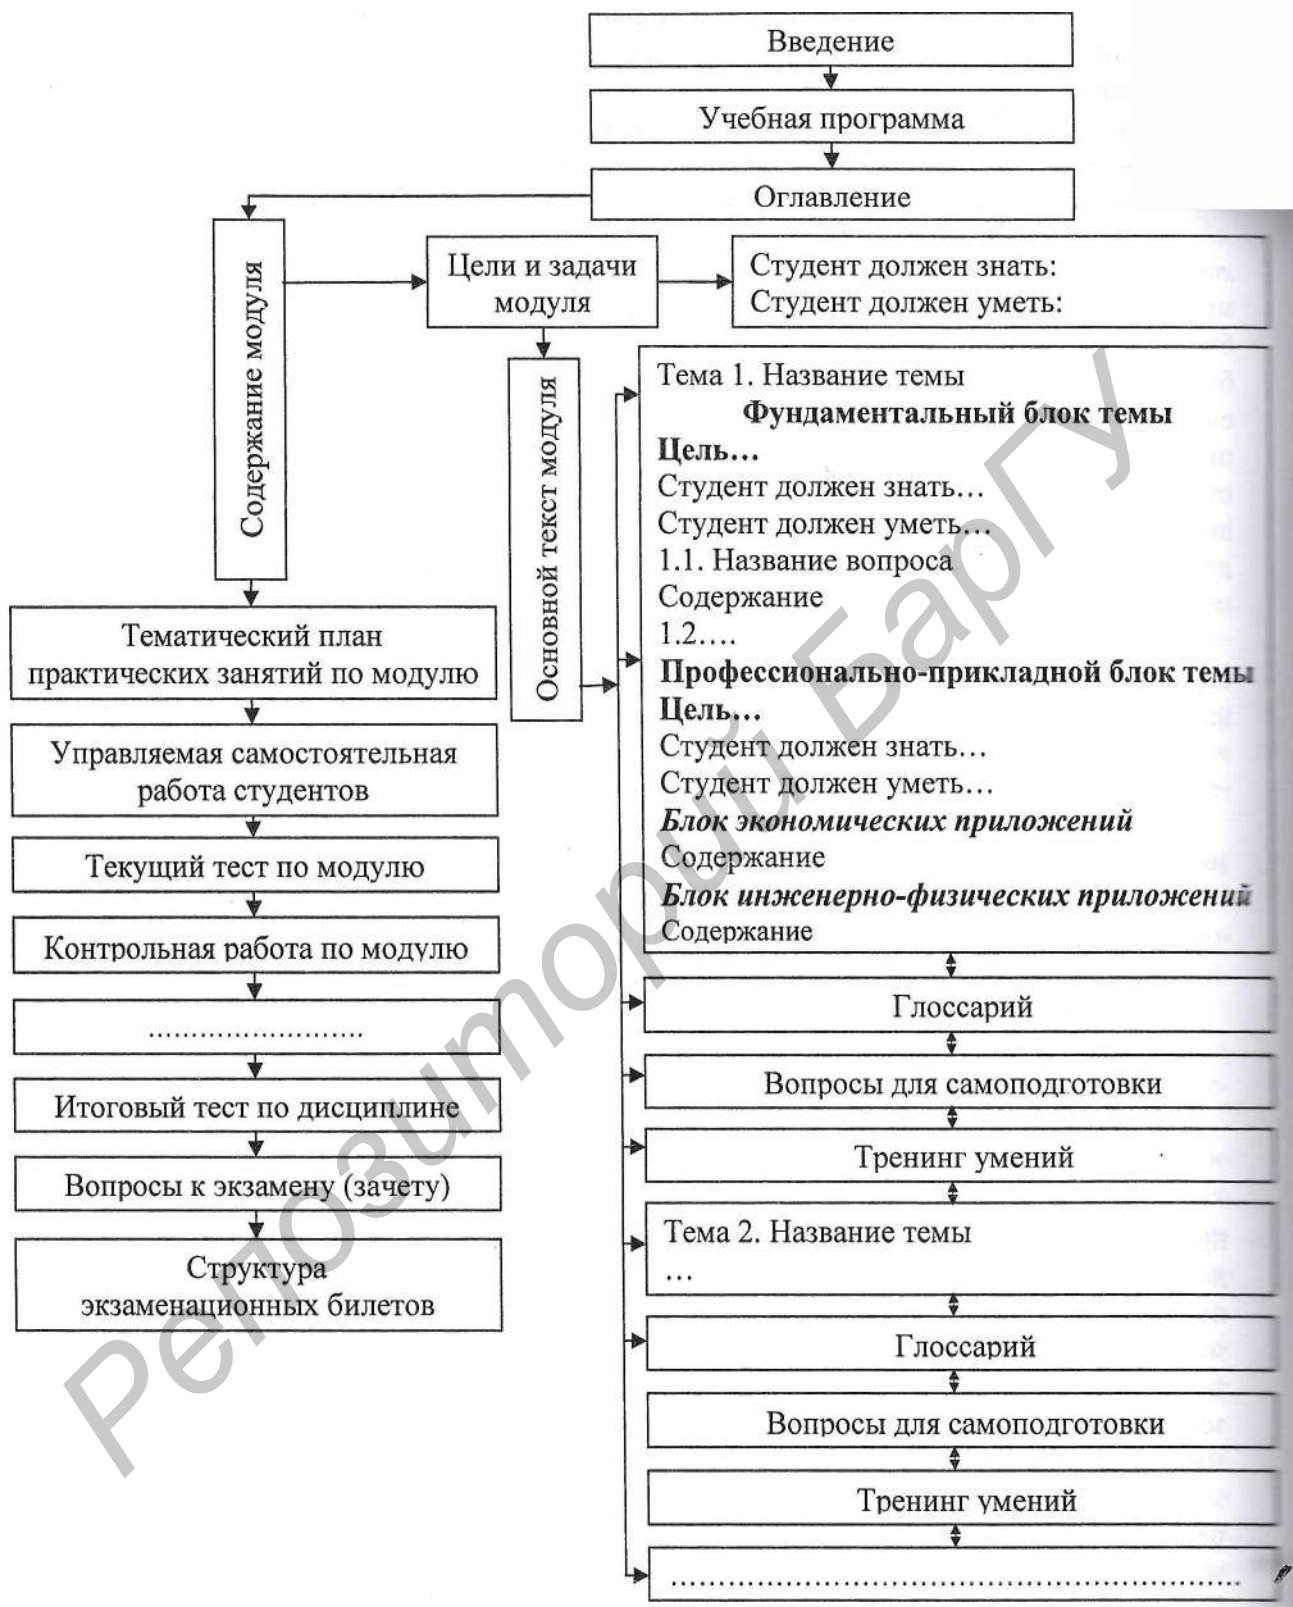 Введение
Учебная программа
Оглавление
Содержание модуля
Цели и задачи
модуля
Студент должен знать:
Студент должен уметь:
Основной текст модуля
Тема 1. Название темы
Фундаментальный блок темы
Цель…
Студент должен знать…
Студент должен уметь…
1.1. Название вопроса
Содержание
1.2….
Профессионально-прикладной блок темы
Цель…
Студент должен знать…
Студент должен уметь…
Блок экономических приложений
Содержание
Блок инженерно-физических приложений
Содержание
Глоссарий
Вопросы для самоподготовки
Тренинг умений
Тема 2. Название темы
…
Глоссарий
Вопросы для самоподготовки
Тренинг умений
……………………………………………………………
Тематический план
практических занятий по модулю
Управляемая самостоятельная
работа студентов
Текущий тест по модулю
Контрольная работа по модулю
………………………
Итоговый тест по дисциплине
Вопросы к экзамену (зачету)
Структура
экзаменационных билетов
Репозиторий БарГУ